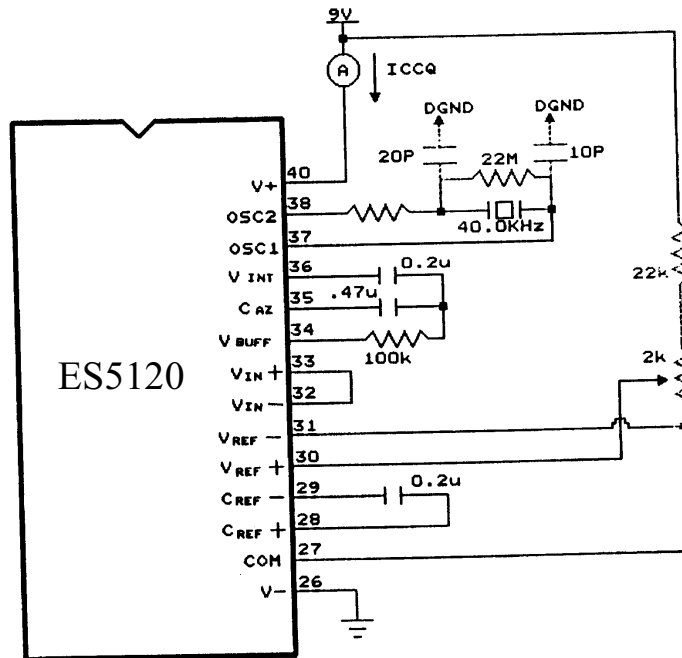 9V
A ICCQ
DGND DGND
20P 22M 10P
40 V+
38 OSC2 40.0KHz
37 OSC1
36 V INT 0.2u
35 C AZ .47u
34 V BUFF 100k
33 VIN +
32 VIN -
31 VREF -
30 VREF +
29 CREF - 0.2u
28 CREF +
27 COM
26 V-
22k
2k
ES5120